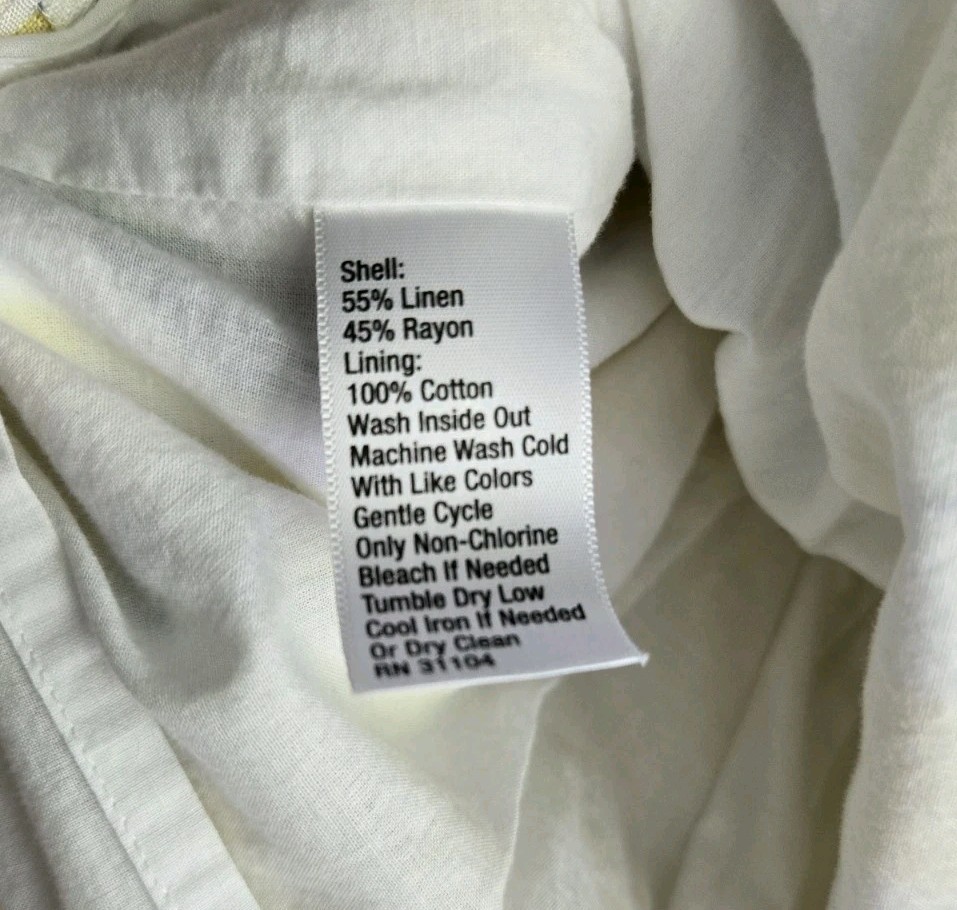 Shell:
55% Linen
45% Rayon
Lining:
100% Cotton
Wash Inside Out
Machine Wash Cold
With Like Colors
Gentle Cycle
Only Non-Chlorine
Bleach If Needed
Tumble Dry Low
Cool Iron If Needed
Or Dry Clean
RN 31104